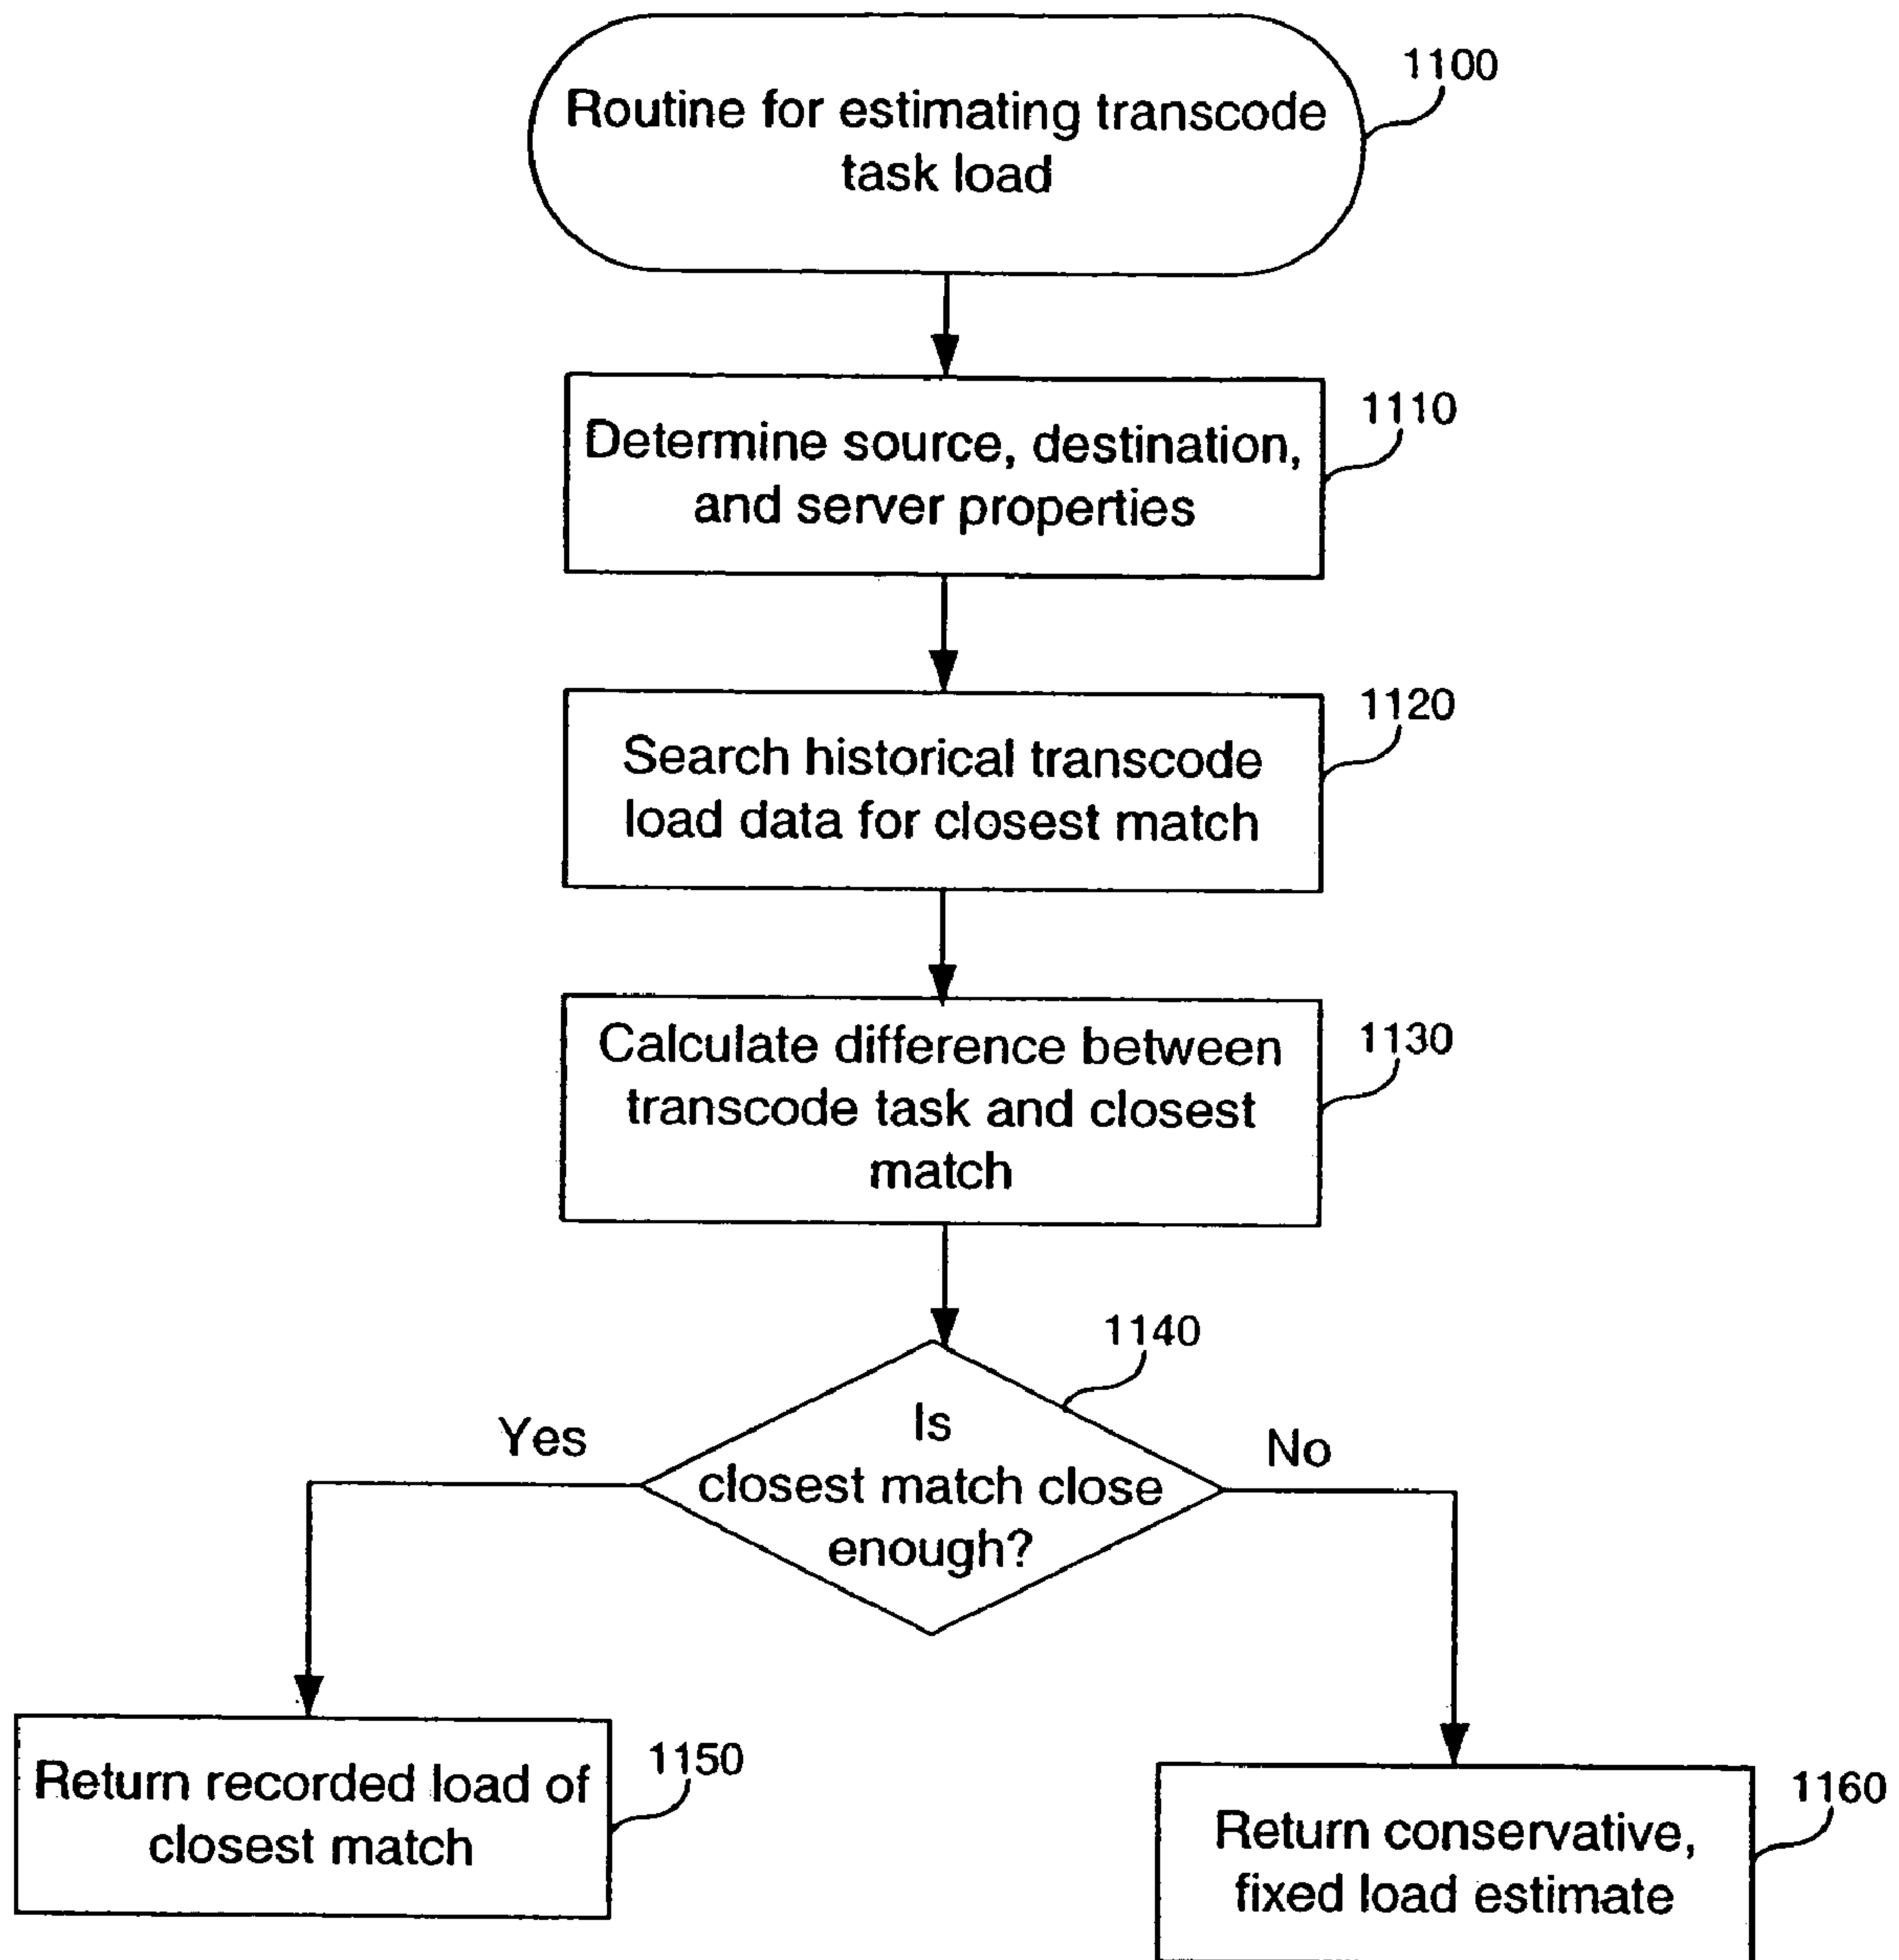 1100
Routine for estimating transcode
task load
1110
Determine source, destination,
and server properties
1120
Search historical transcode
load data for closest match
1130
Calculate difference between
transcode task and closest
match
1140
Is
closest match close
enough?
Yes
No
1150
Return recorded load of
closest match
1160
Return conservative,
fixed load estimate